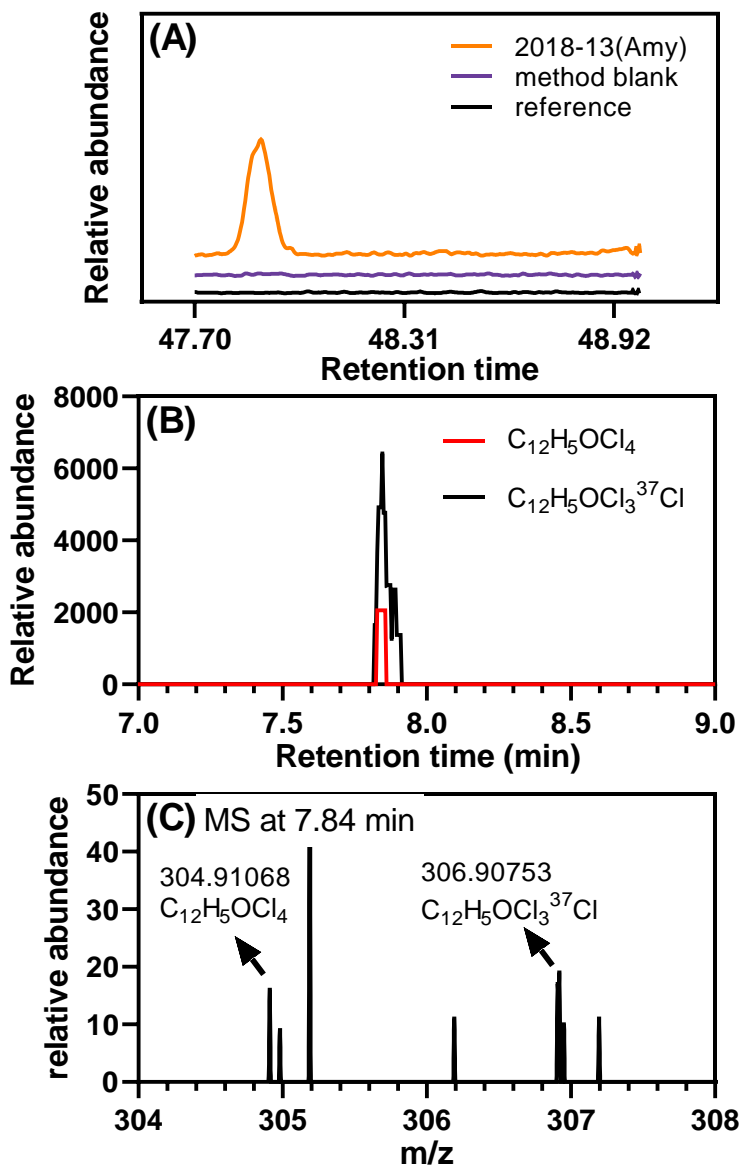 (A)
2018-13(Amy)
method blank
reference
Relative abundance
47.70 48.31 48.92
Retention time
(B)
C₁₂H₅OCl₄
C₁₂H₅OCl₃³⁷Cl
Relative abundance
8000
6000
4000
2000
0
7.0 7.5 8.0 8.5 9.0
Retention time (min)
(C) MS at 7.84 min
304.91068
C₁₂H₅OCl₄
306.90753
C₁₂H₅OCl₃³⁷Cl
relative abundance
50
40
30
20
10
0
304 305 306 307 308
m/z